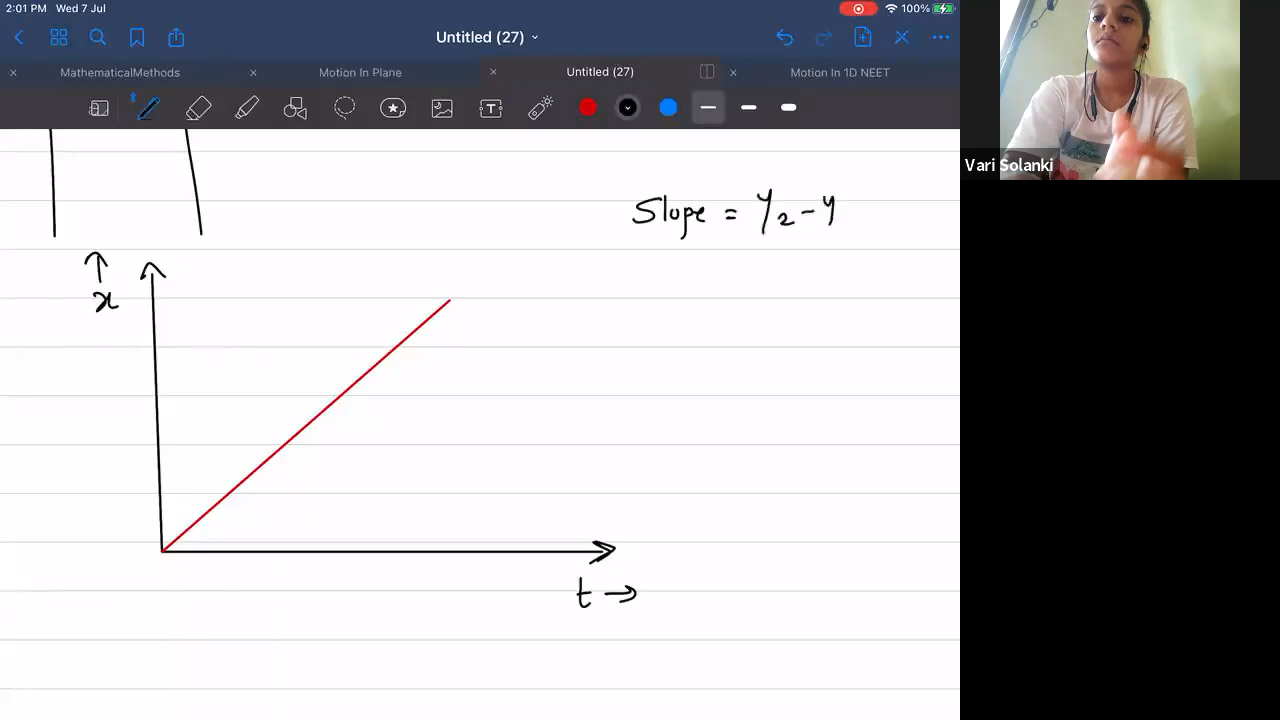 2:01 PM Wed 7 Jul
100%
Untitled (27)
MathematicalMethods
Motion In Plane
Untitled (27)
Motion In 1D NEET
T
Vari Solanki
Slope = y₂ - y
x
t →